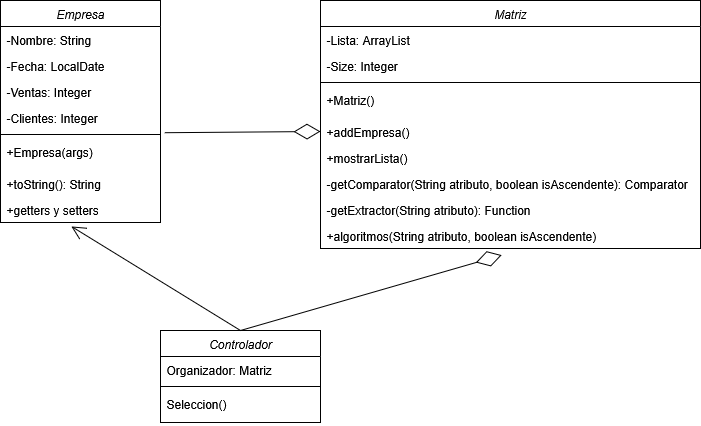 Empresa
-Nombre: String
-Fecha: LocalDate
-Ventas: Integer
-Clientes: Integer
+Empresa(args)
+toString(): String
+getters y setters
Matriz
-Lista: ArrayList
-Size: Integer
+Matriz()
+addEmpresa()
+mostrarLista()
-getComparator(String atributo, boolean isAscendente): Comparator
-getExtractor(String atributo): Function
+algoritmos(String atributo, boolean isAscendente)
Controlador
Organizador: Matriz
Seleccion()